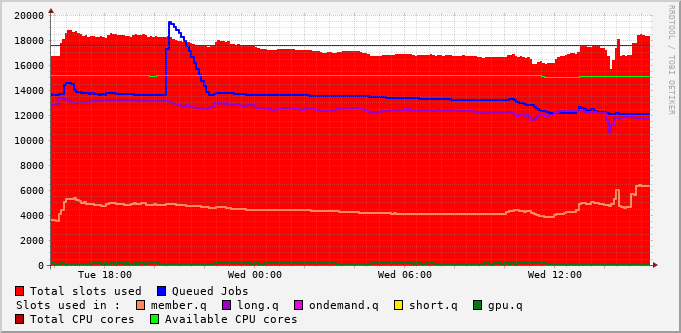 20000
18000
16000
14000
12000
10000
8000
6000
4000
2000
0
Tue 18:00 Wed 00:00 Wed 06:00 Wed 12:00
RRDTOOL / TOBI OETIKER
Total slots used Queued Jobs
Slots used in : member.q long.q ondemand.q short.q gpu.q
Total CPU cores Available CPU cores